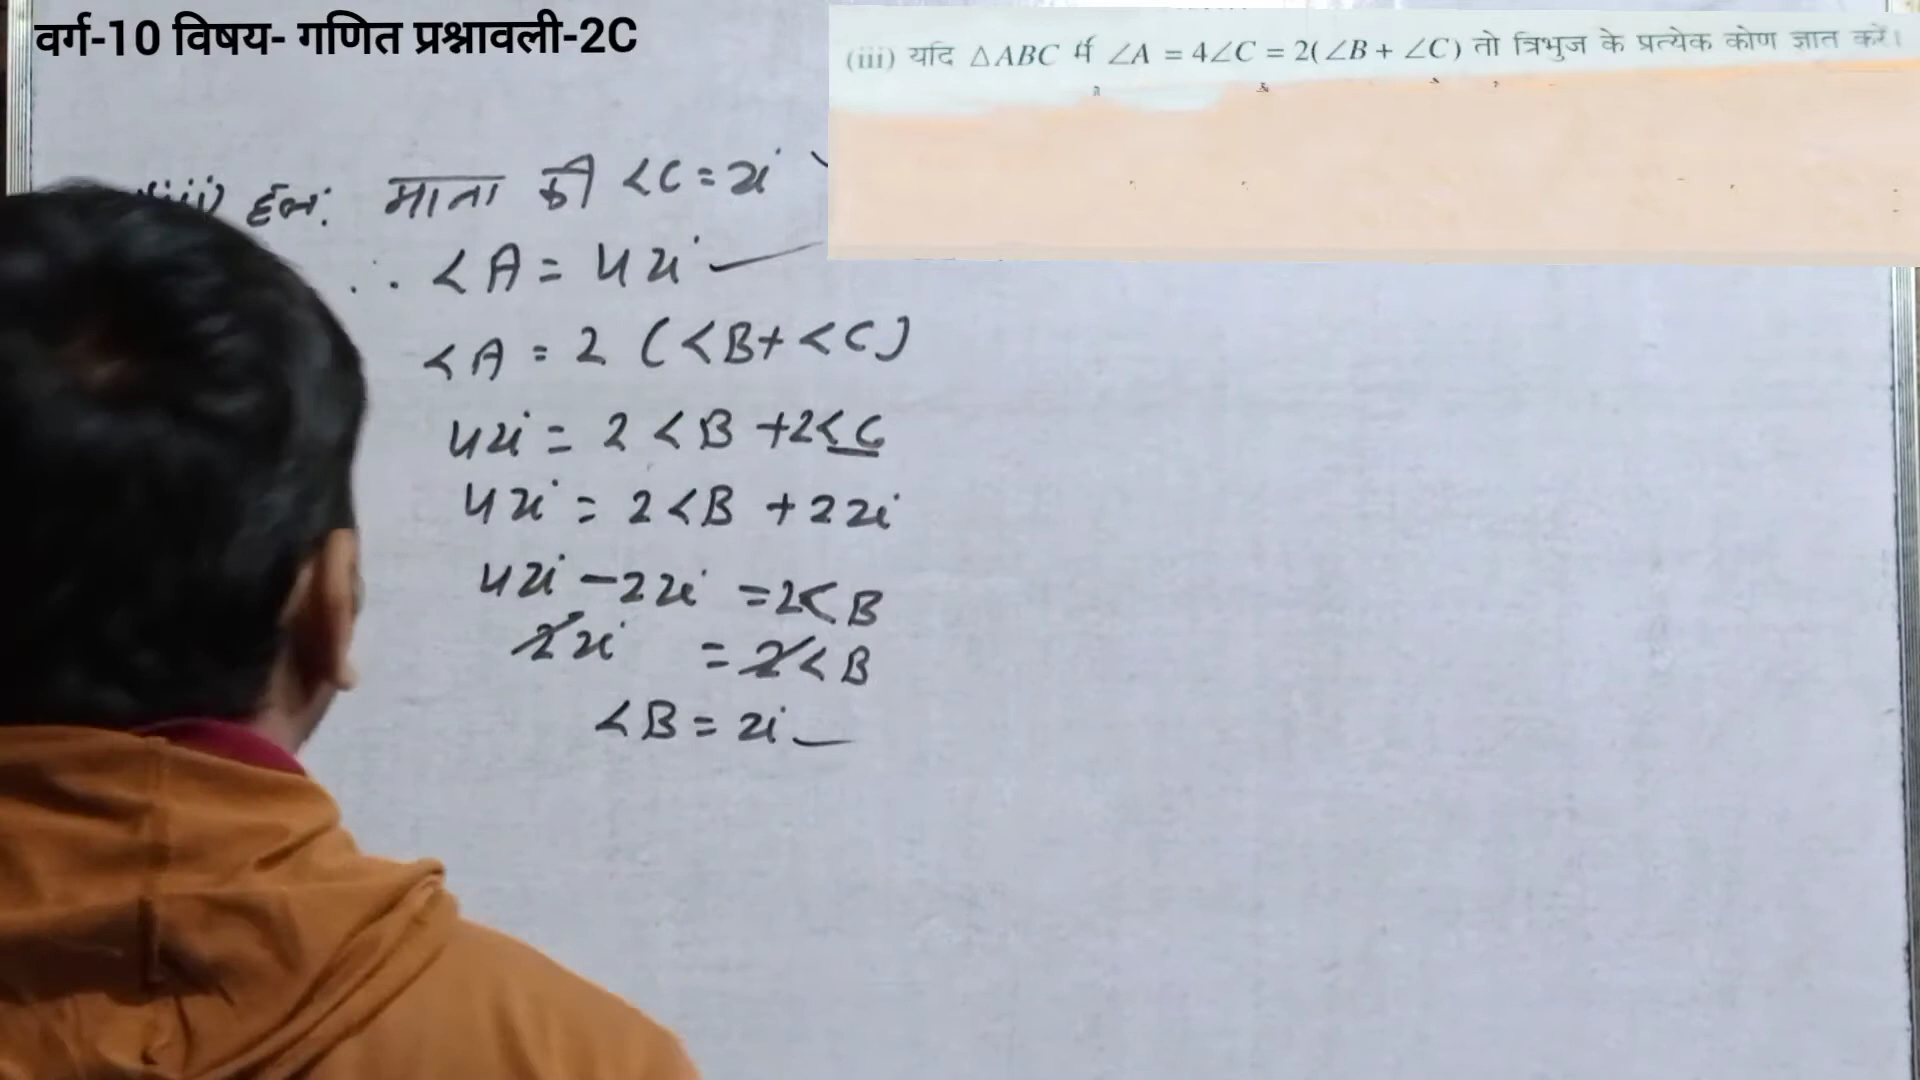 वर्ग-10 विषय- गणित प्रश्नावली-2C
(iii) यदि △ABC में ∠A = 4∠C = 2(∠B + ∠C) तो त्रिभुज के प्रत्येक कोण ज्ञात करें।
(iii) हल: माना की ∠C = x
∴ ∠A = 4x
∠A = 2 (∠B + ∠C)
4x = 2 ∠B + 2∠C
4x = 2∠B + 2x
4x - 2x = 2∠B
2x = 2∠B
∠B = x